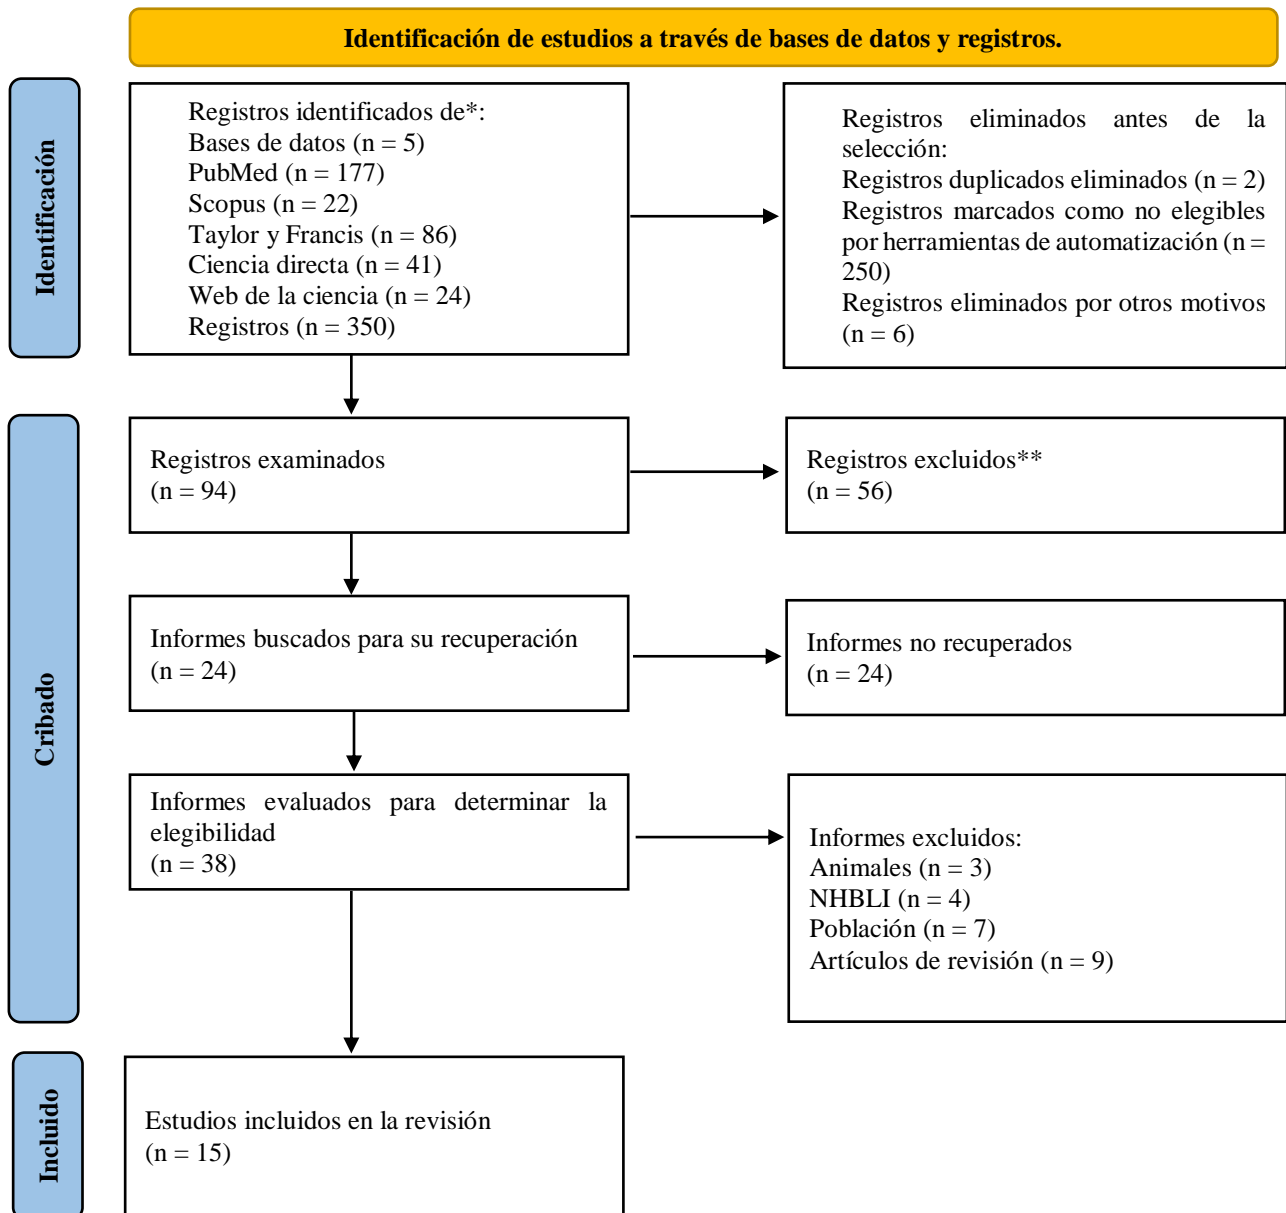 Identificación de estudios a través de bases de datos y registros.
Identificación
Registros identificados de*:
Bases de datos (n = 5)
PubMed (n = 177)
Scopus (n = 22)
Taylor y Francis (n = 86)
Ciencia directa (n = 41)
Web de la ciencia (n = 24)
Registros (n = 350)
Registros eliminados antes de la
selección:
Registros duplicados eliminados (n = 2)
Registros marcados como no elegibles
por herramientas de automatización (n =
250)
Registros eliminados por otros motivos
(n = 6)
Cribado
Registros examinados
(n = 94)
Registros excluidos**
(n = 56)
Informes buscados para su recuperación
(n = 24)
Informes no recuperados
(n = 24)
Informes evaluados para determinar la
elegibilidad
(n = 38)
Informes excluidos:
Animales (n = 3)
NHBLI (n = 4)
Población (n = 7)
Artículos de revisión (n = 9)
Incluido
Estudios incluidos en la revisión
(n = 15)